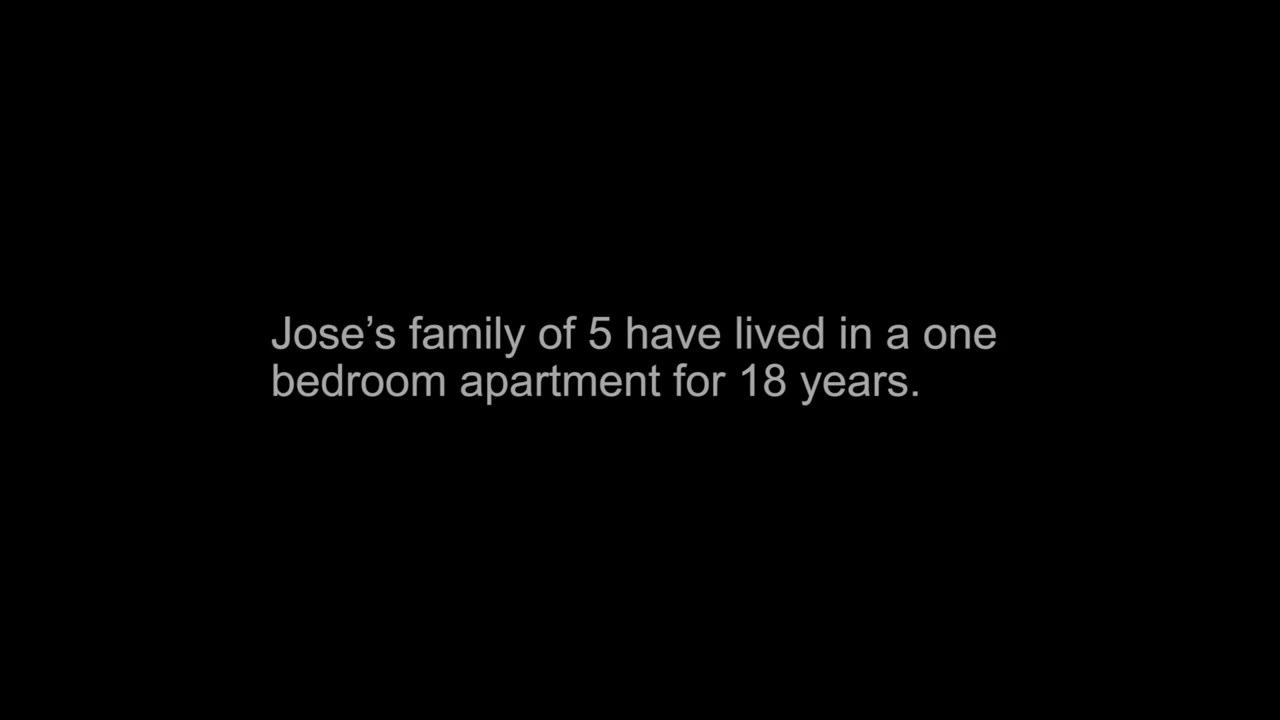 Jose’s family of 5 have lived in a one
bedroom apartment for 18 years.